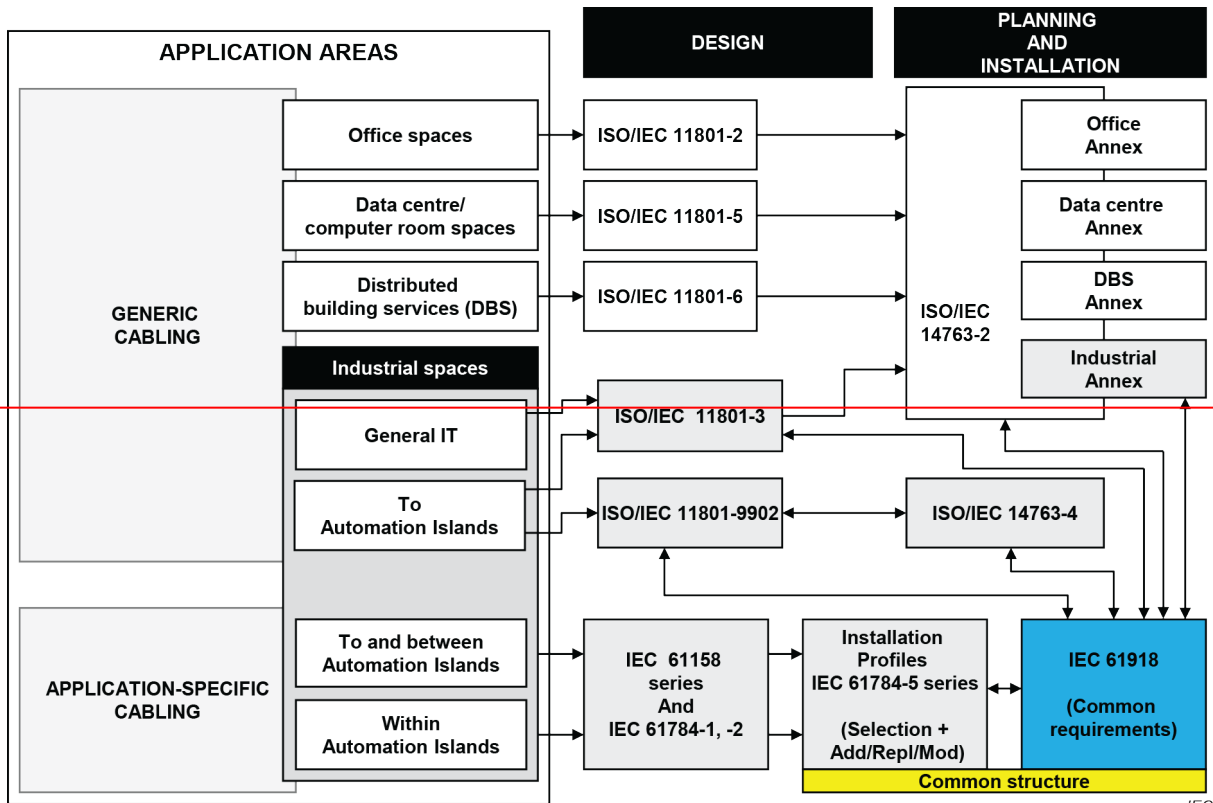 APPLICATION AREAS
DESIGN
PLANNING
AND
INSTALLATION
Office spaces
ISO/IEC 11801-2
Office
Annex
Data centre/
computer room spaces
ISO/IEC 11801-5
Data centre
Annex
Distributed
building services (DBS)
ISO/IEC 11801-6
DBS
Annex
GENERIC
CABLING
ISO/IEC
14763-2
Industrial spaces
Industrial
Annex
General IT
ISO/IEC 11801-3
To
Automation Islands
ISO/IEC 11801-9902
ISO/IEC 14763-4
APPLICATION-SPECIFIC
CABLING
To and between
Automation Islands
Within
Automation Islands
IEC 61158
series
And
IEC 61784-1, -2
Installation
Profiles
IEC 61784-5 series
(Selection +
Add/Repl/Mod)
IEC 61918
(Common
requirements)
Common structure